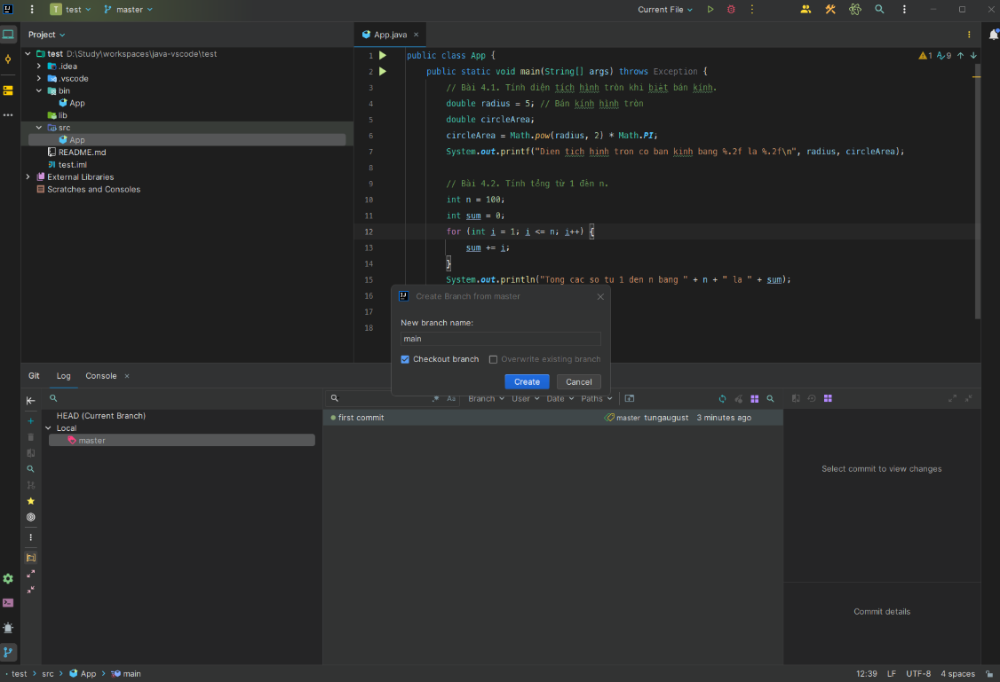 IJ T test master Current File
Project App.java
test D:\Study\workspaces\java-vscode\test
.idea
.vscode
bin
App
lib
src
App
README.md
test.iml
External Libraries
Scratches and Consoles
1 public class App {
2 public static void main(String[] args) throws Exception {
3 // Bài 4.1. Tính diện tích hình tròn khi biết bán kính.
4 double radius = 5; // Bán kính hình tròn
5 double circleArea;
6 circleArea = Math.pow(radius, 2) * Math.PI;
7 System.out.printf("Dien tich hinh tron co ban kinh bang %.2f la %.2f\n", radius, circleArea);
8
9 // Bài 4.2. Tính tổng từ 1 đến n.
10 int n = 100;
11 int sum = 0;
12 for (int i = 1; i <= n; i++) {
13 sum += i;
14 }
15 System.out.println("Tong cac so tu 1 den n bang " + n + " la " + sum);
16
17
18
1 9
IJ Create Branch from master
New branch name:
main
Checkout branch Overwrite existing branch
Create Cancel
Git Log Console
HEAD (Current Branch)
Local
master
.* Aa Branch User Date Paths
first commit master tungaugust 3 minutes ago
Select commit to view changes
Commit details
test src App main 12:39 LF UTF-8 4 spaces